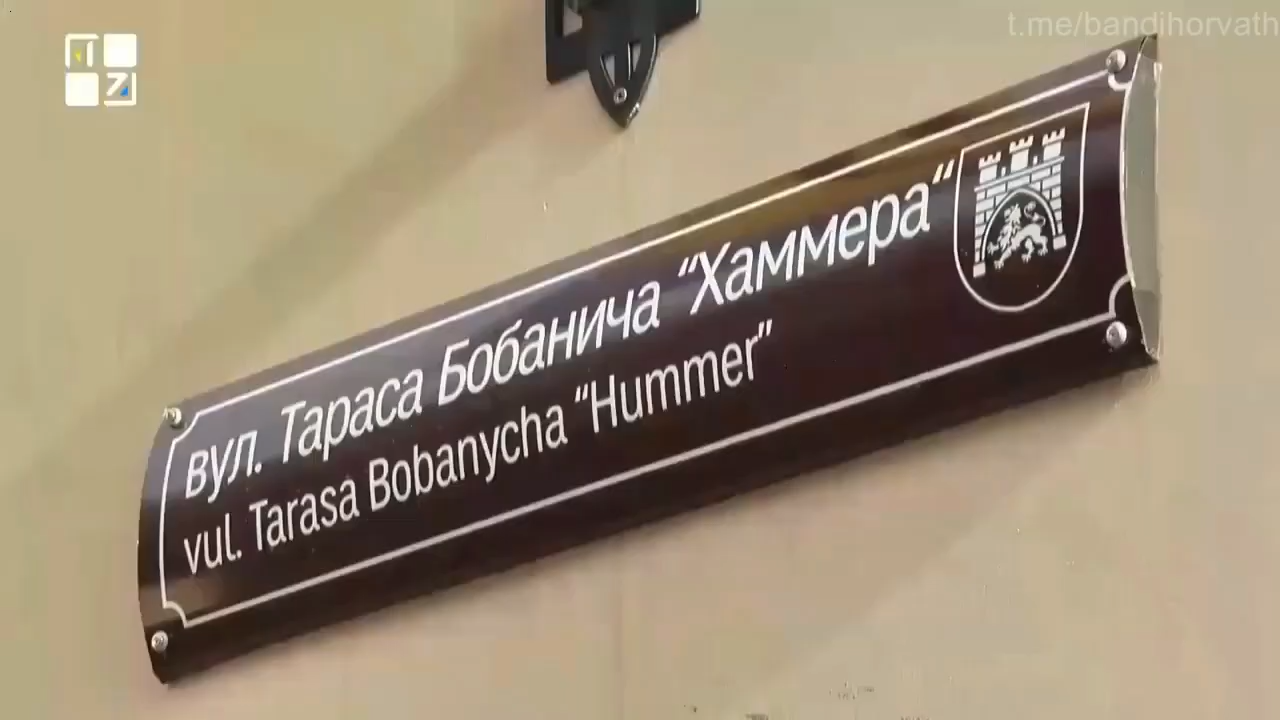 t.me/bandihorvath
вул. Тараса Бобанича “Хаммера“
vul. Tarasa Bobanycha “Hummer”